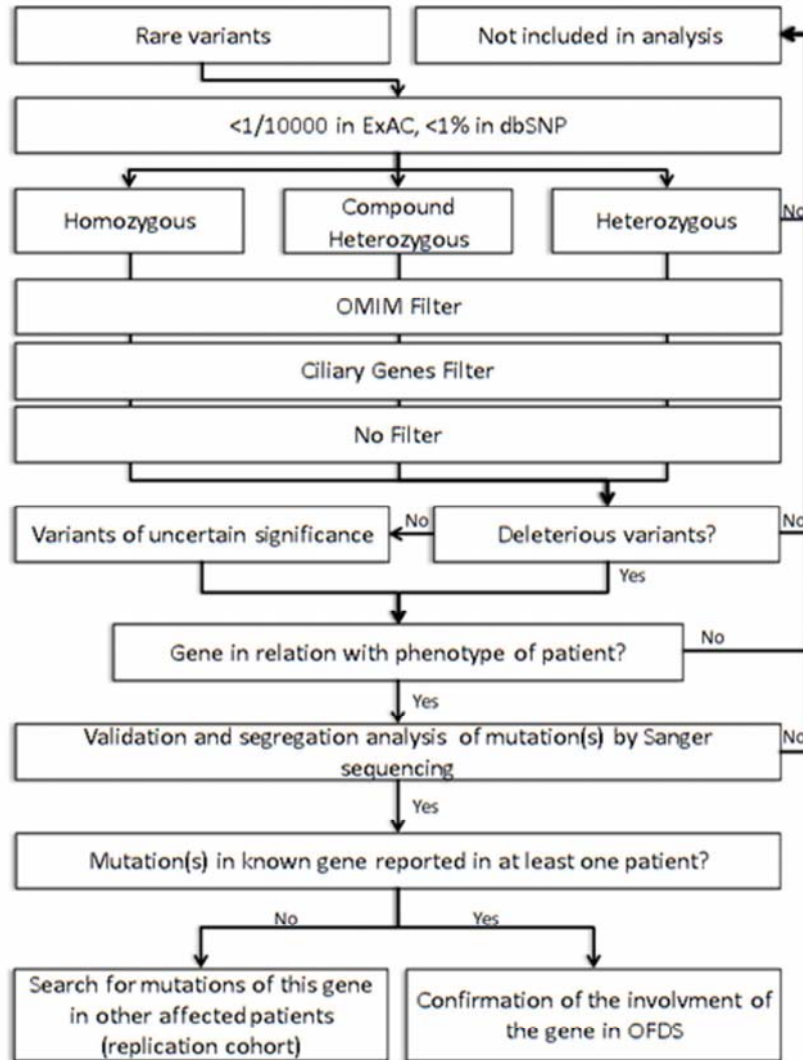 Rare variants
Not included in analysis
<1/10000 in ExAC, <1% in dbSNP
Homozygous
Compound
Heterozygous
Heterozygous
No
OMIM Filter
Ciliary Genes Filter
No Filter
Variants of uncertain significance
No
Deleterious variants?
No
Yes
Gene in relation with phenotype of patient?
No
Yes
Validation and segregation analysis of mutation(s) by Sanger
sequencing
No
Yes
Mutation(s) in known gene reported in at least one patient?
No
Yes
Search for mutations of this gene
in other affected patients
(replication cohort)
Confirmation of the involvment of
the gene in OFDS